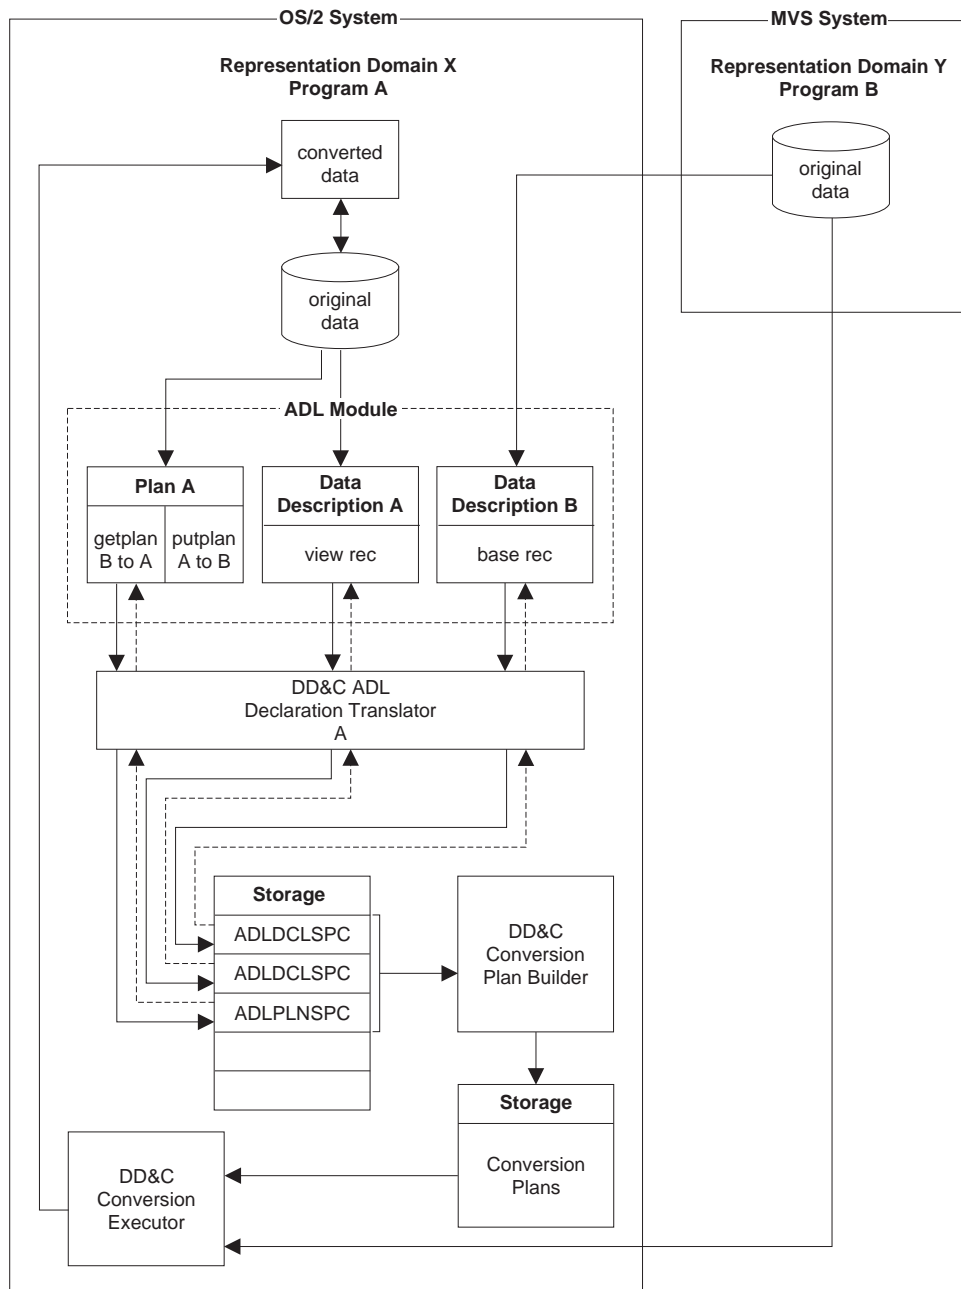 OS/2 System
MVS System
Representation Domain X
Program A
Representation Domain Y
Program B
converted
data
original
data
original
data
ADL Module
Plan A
getplan
B to A
putplan
A to B
Data
Description A
view rec
Data
Description B
base rec
DD&C ADL
Declaration Translator
A
Storage
ADLDCLSPC
ADLDCLSPC
ADLPLNSPC
DD&C
Conversion
Plan Builder
Storage
Conversion
Plans
DD&C
Conversion
Executor